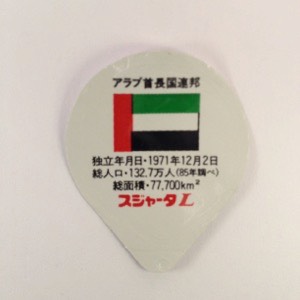 アラブ首長国連邦
独立年月日・1971年12月2日
総人口・132.7万人(85年調べ)
総面積・77,700km²
スジャータL